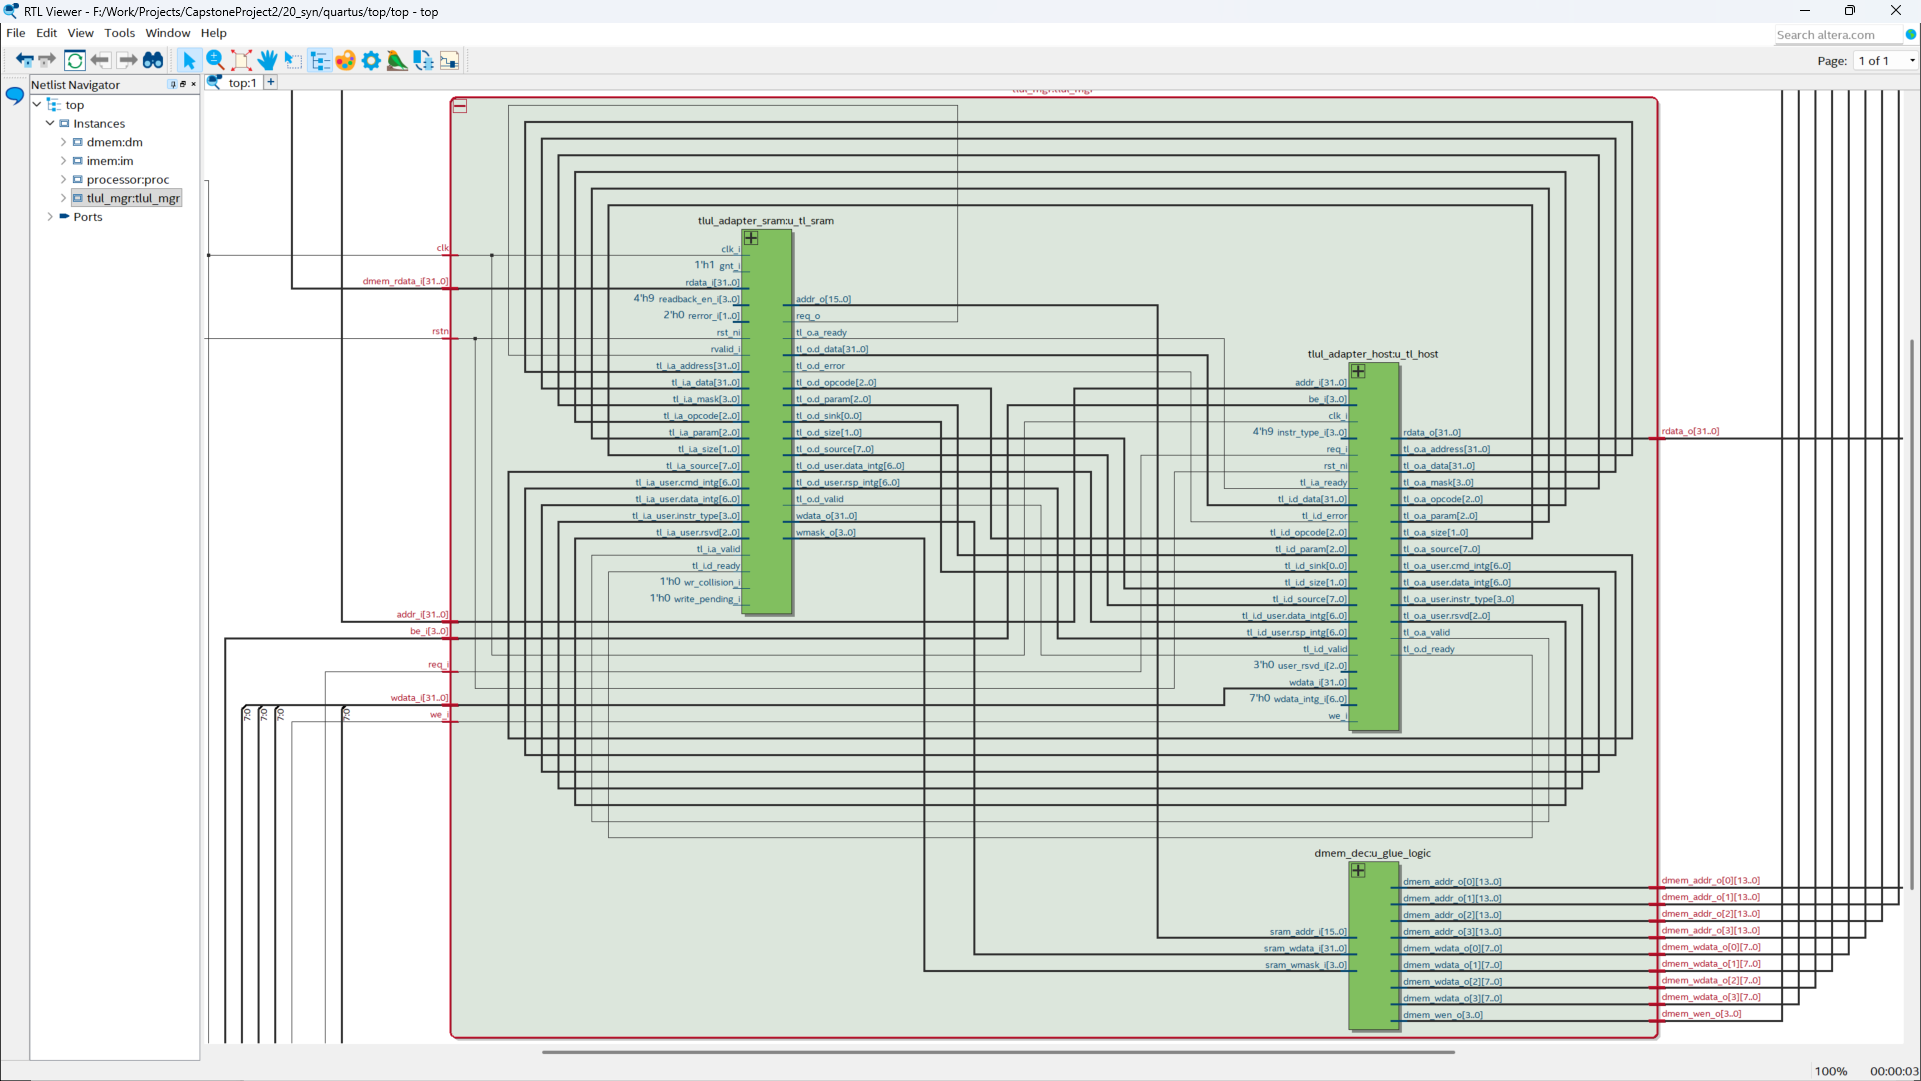 RTL Viewer - F:/Work/Projects/CapstoneProject2/20_syn/quartus/top/top - top
File Edit View Tools Window Help
Search altera.com
Page: 1 of 1
Netlist Navigator
top:1
top
Instances
dmem:dm
imem:im
processor:proc
tlul_mgr:tlul_mgr
Ports
tlul_mgr:tlul_mgr
clk
dmem_rdata_i[31..0]
rstn
addr_i[31..0]
be_i[3..0]
req_i
wdata_i[31..0]
we_i
7:0
7:0
7:0
7:0
tlul_adapter_sram:u_tl_sram
clk_i
1'h1 gnt_i
rdata_i[31..0]
4'h9 readback_en_i[3..0]
2'h0 rerror_i[1..0]
rst_ni
rvalid_i
tl_i.a_address[31..0]
tl_i.a_data[31..0]
tl_i.a_mask[3..0]
tl_i.a_opcode[2..0]
tl_i.a_param[2..0]
tl_i.a_size[1..0]
tl_i.a_source[7..0]
tl_i.a_user.cmd_intg[6..0]
tl_i.a_user.data_intg[6..0]
tl_i.a_user.instr_type[3..0]
tl_i.a_user.rsvd[2..0]
tl_i.a_valid
tl_i.d_ready
1'h0 wr_collision_i
1'h0 write_pending_i
addr_o[15..0]
req_o
tl_o.a_ready
tl_o.d_data[31..0]
tl_o.d_error
tl_o.d_opcode[2..0]
tl_o.d_param[2..0]
tl_o.d_sink[0..0]
tl_o.d_size[1..0]
tl_o.d_source[7..0]
tl_o.d_user.data_intg[6..0]
tl_o.d_user.rsp_intg[6..0]
tl_o.d_valid
wdata_o[31..0]
wmask_o[3..0]
tlul_adapter_host:u_tl_host
addr_i[31..0]
be_i[3..0]
clk_i
4'h9 instr_type_i[3..0]
req_i
rst_ni
tl_i.a_ready
tl_i.d_data[31..0]
tl_i.d_error
tl_i.d_opcode[2..0]
tl_i.d_param[2..0]
tl_i.d_sink[0..0]
tl_i.d_size[1..0]
tl_i.d_source[7..0]
tl_i.d_user.data_intg[6..0]
tl_i.d_user.rsp_intg[6..0]
tl_i.d_valid
3'h0 user_rsvd_i[2..0]
wdata_i[31..0]
7'h0 wdata_intg_i[6..0]
we_i
rdata_o[31..0]
tl_o.a_address[31..0]
tl_o.a_data[31..0]
tl_o.a_mask[3..0]
tl_o.a_opcode[2..0]
tl_o.a_param[2..0]
tl_o.a_size[1..0]
tl_o.a_source[7..0]
tl_o.a_user.cmd_intg[6..0]
tl_o.a_user.data_intg[6..0]
tl_o.a_user.instr_type[3..0]
tl_o.a_user.rsvd[2..0]
tl_o.a_valid
tl_o.d_ready
rdata_o[31..0]
dmem_dec:u_glue_logic
sram_addr_i[15..0]
sram_wdata_i[31..0]
sram_wmask_i[3..0]
dmem_addr_o[0][13..0]
dmem_addr_o[1][13..0]
dmem_addr_o[2][13..0]
dmem_addr_o[3][13..0]
dmem_wdata_o[0][7..0]
dmem_wdata_o[1][7..0]
dmem_wdata_o[2][7..0]
dmem_wdata_o[3][7..0]
dmem_wen_o[3..0]
dmem_addr_o[0][13..0]
dmem_addr_o[1][13..0]
dmem_addr_o[2][13..0]
dmem_addr_o[3][13..0]
dmem_wdata_o[0][7..0]
dmem_wdata_o[1][7..0]
dmem_wdata_o[2][7..0]
dmem_wdata_o[3][7..0]
dmem_wen_o[3..0]
100% 00:00:03